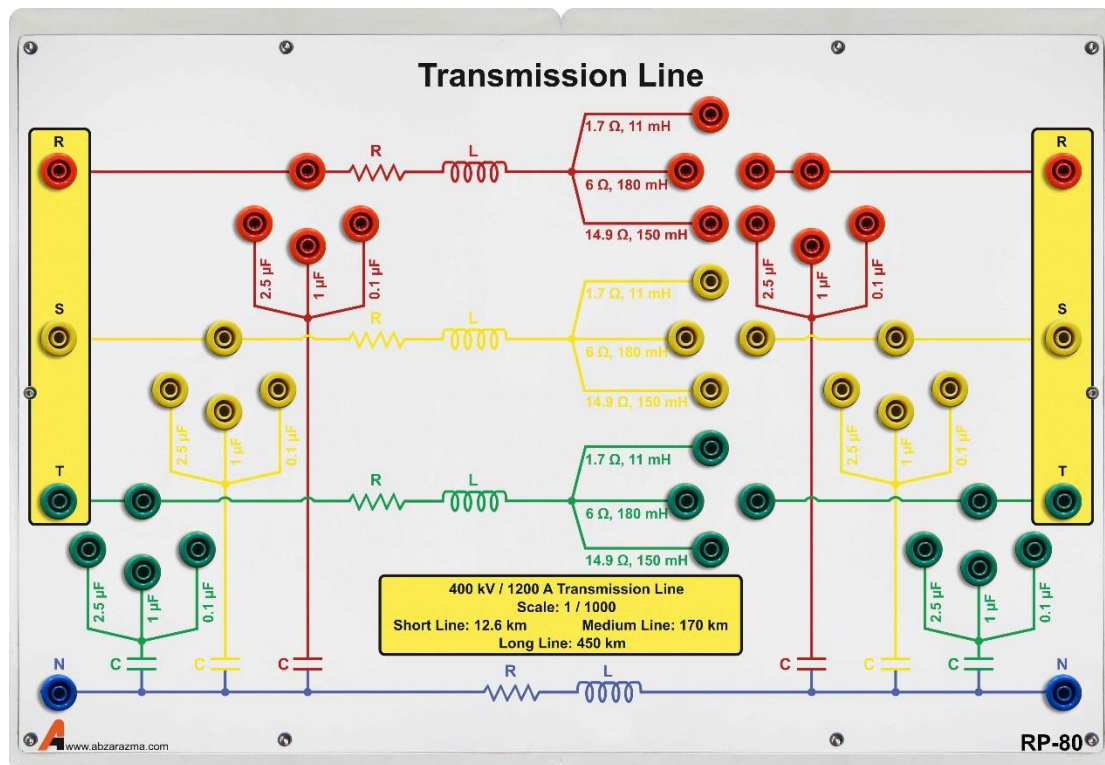 Transmission Line
R
R
L
1.7 Ω, 11 mH
6 Ω, 180 mH
14.9 Ω, 150 mH
R
2.5 µF
1 µF
0.1 µF
2.5 µF
1 µF
0.1 µF
S
R
L
1.7 Ω, 11 mH
6 Ω, 180 mH
14.9 Ω, 150 mH
S
2.5 µF
1 µF
0.1 µF
2.5 µF
1 µF
0.1 µF
T
R
L
1.7 Ω, 11 mH
6 Ω, 180 mH
14.9 Ω, 150 mH
T
2.5 µF
1 µF
0.1 µF
2.5 µF
1 µF
0.1 µF
400 kV / 1200 A Transmission Line
Scale: 1 / 1000
Short Line: 12.6 km Medium Line: 170 km
Long Line: 450 km
C C C C C C
N R L N
www.abzarazma.com
RP-80